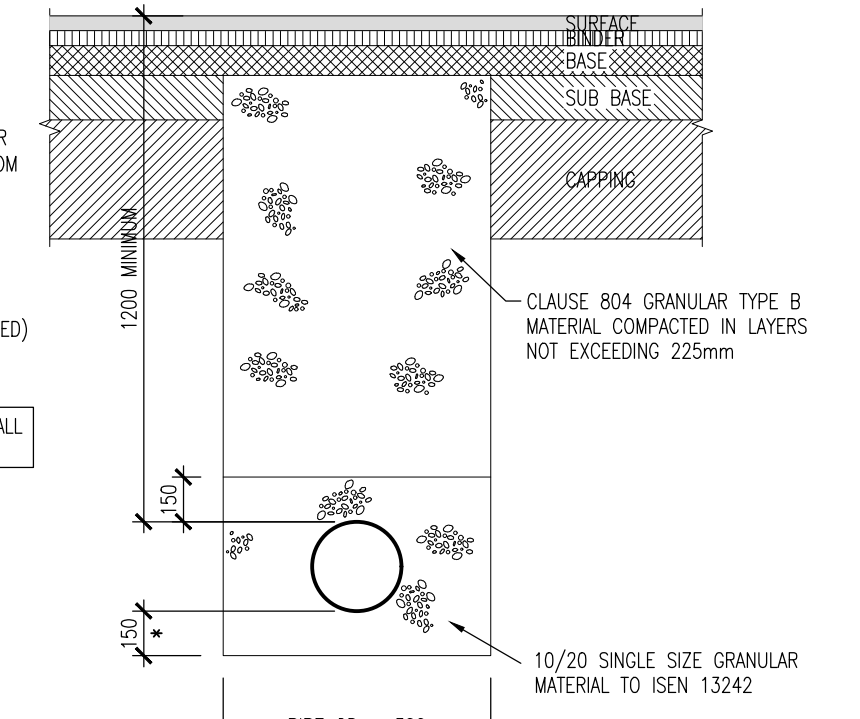 SURFACE
BINDER
BASE
SUB BASE
CAPPING
1200 MINIMUM
CLAUSE 804 GRANULAR TYPE B
MATERIAL COMPACTED IN LAYERS
NOT EXCEEDING 225mm
150
150
*
10/20 SINGLE SIZE GRANULAR
MATERIAL TO ISEN 13242